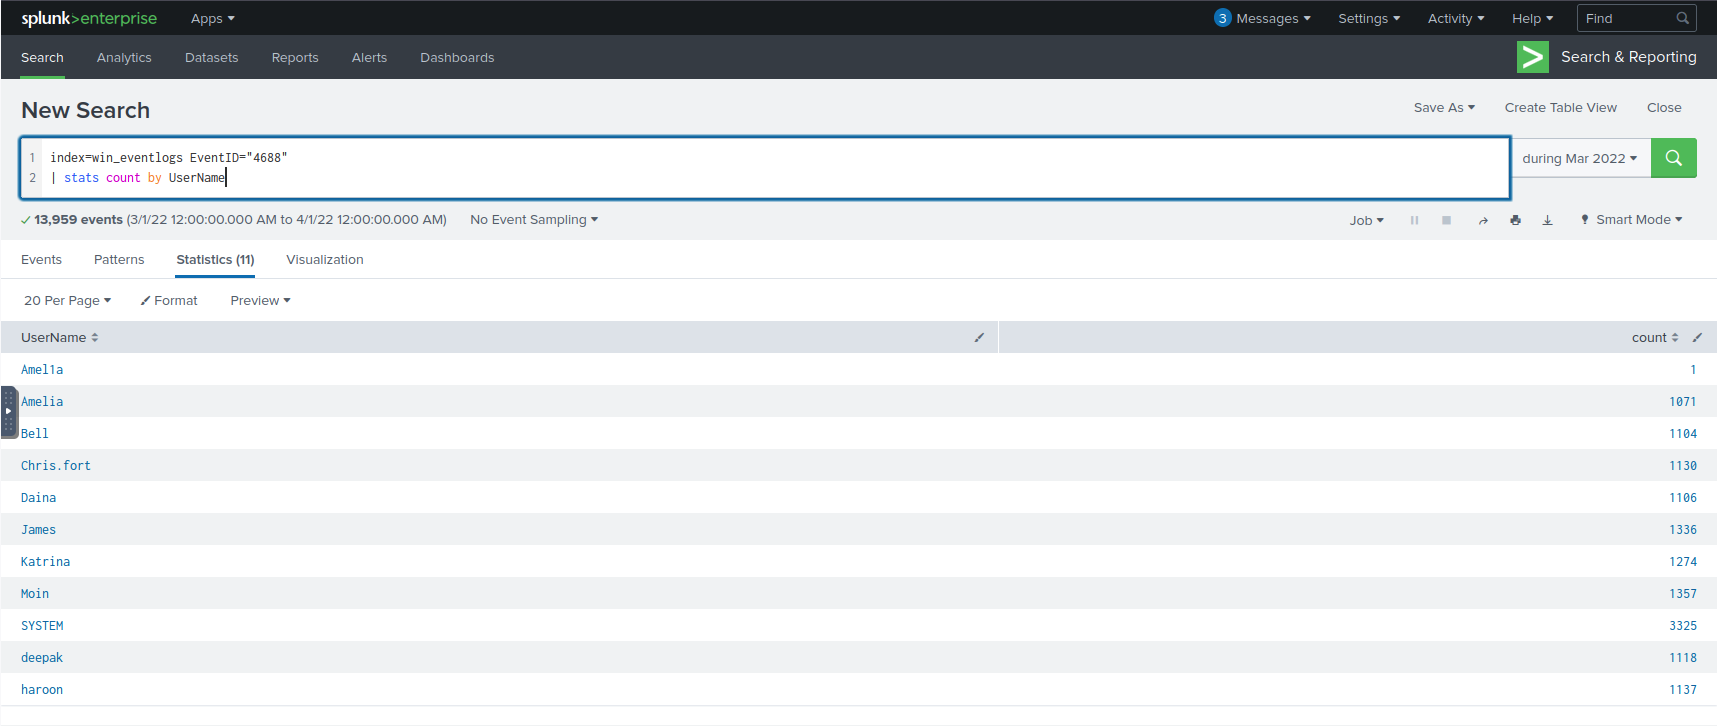 splunk>enterprise Apps 3 Messages Settings Activity Help Find
Search Analytics Datasets Reports Alerts Dashboards Search & Reporting
New Search Save As Create Table View Close
1 index=win_eventlogs EventID="4688" during Mar 2022
2 | stats count by UserName
13,959 events (3/1/22 12:00:00.000 AM to 4/1/22 12:00:00.000 AM) No Event Sampling Job Smart Mode
Events Patterns Statistics (11) Visualization
20 Per Page Format Preview
UserName count
Amel1a 1
Amelia 1071
Bell 1104
Chris.fort 1130
Daina 1106
James 1336
Katrina 1274
Moin 1357
SYSTEM 3325
deepak 1118
haroon 1137